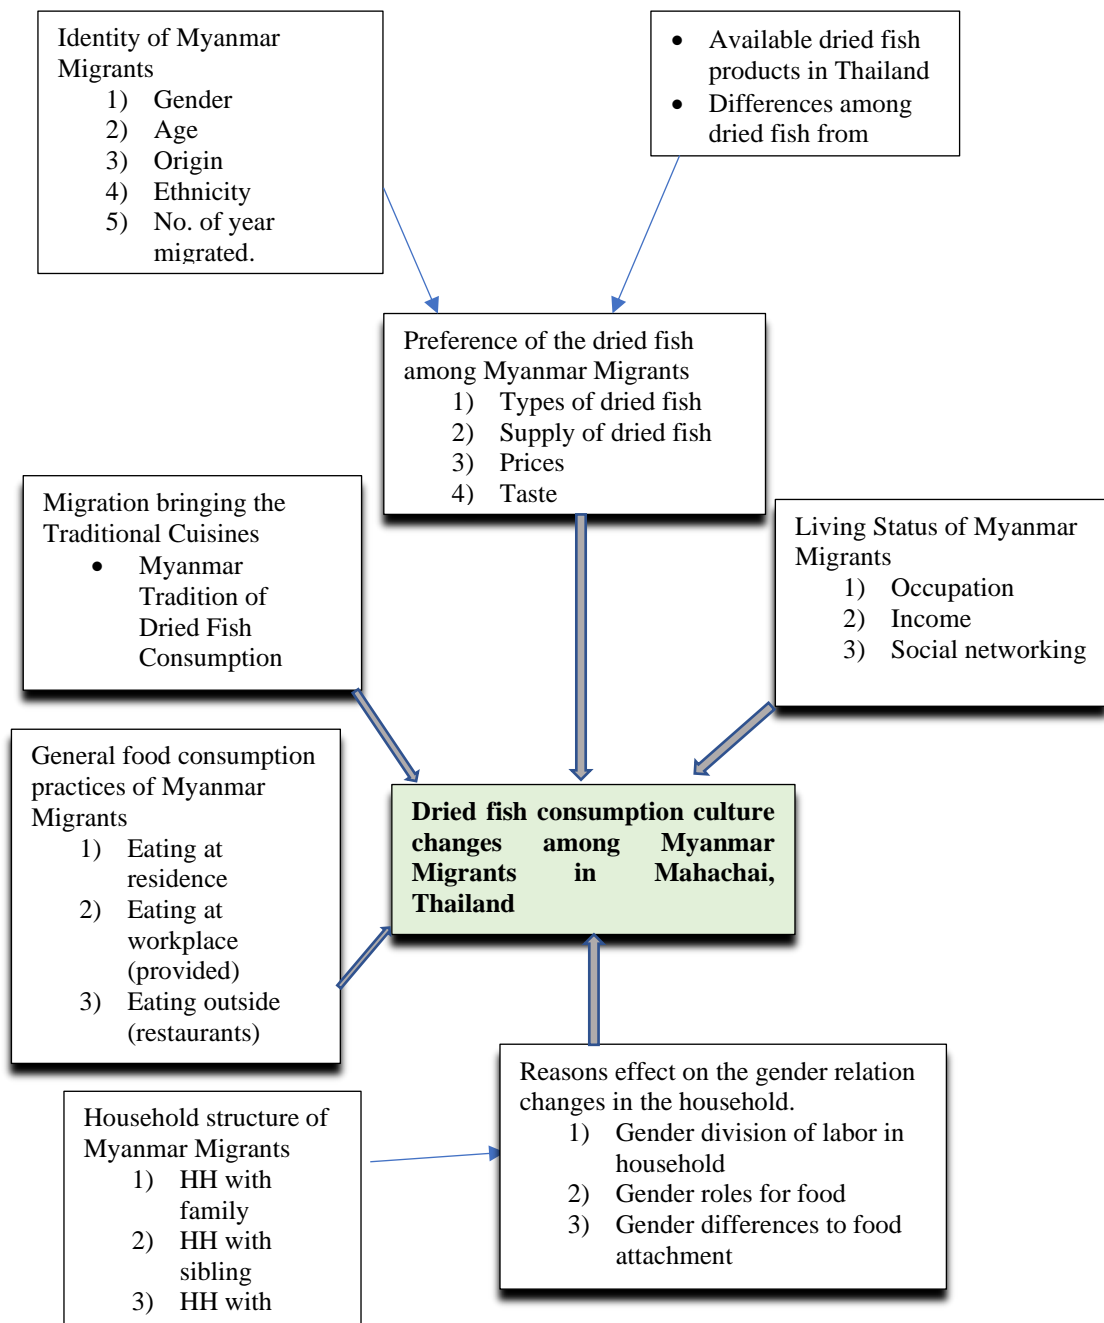 Identity of Myanmar
Migrants
1) Gender
2) Age
3) Origin
4) Ethnicity
5) No. of year
migrated.
• Available dried fish
products in Thailand
• Differences among
dried fish from
Preference of the dried fish
among Myanmar Migrants
1) Types of dried fish
2) Supply of dried fish
3) Prices
4) Taste
Migration bringing the
Traditional Cuisines
• Myanmar
Tradition of
Dried Fish
Consumption
Living Status of Myanmar
Migrants
1) Occupation
2) Income
3) Social networking
General food consumption
practices of Myanmar
Migrants
1) Eating at
residence
2) Eating at
workplace
(provided)
3) Eating outside
(restaurants)
Dried fish consumption culture
changes among Myanmar
Migrants in Mahachai,
Thailand
Household structure of
Myanmar Migrants
1) HH with
family
2) HH with
sibling
3) HH with
Reasons effect on the gender relation
changes in the household.
1) Gender division of labor in
household
2) Gender roles for food
3) Gender differences to food
attachment